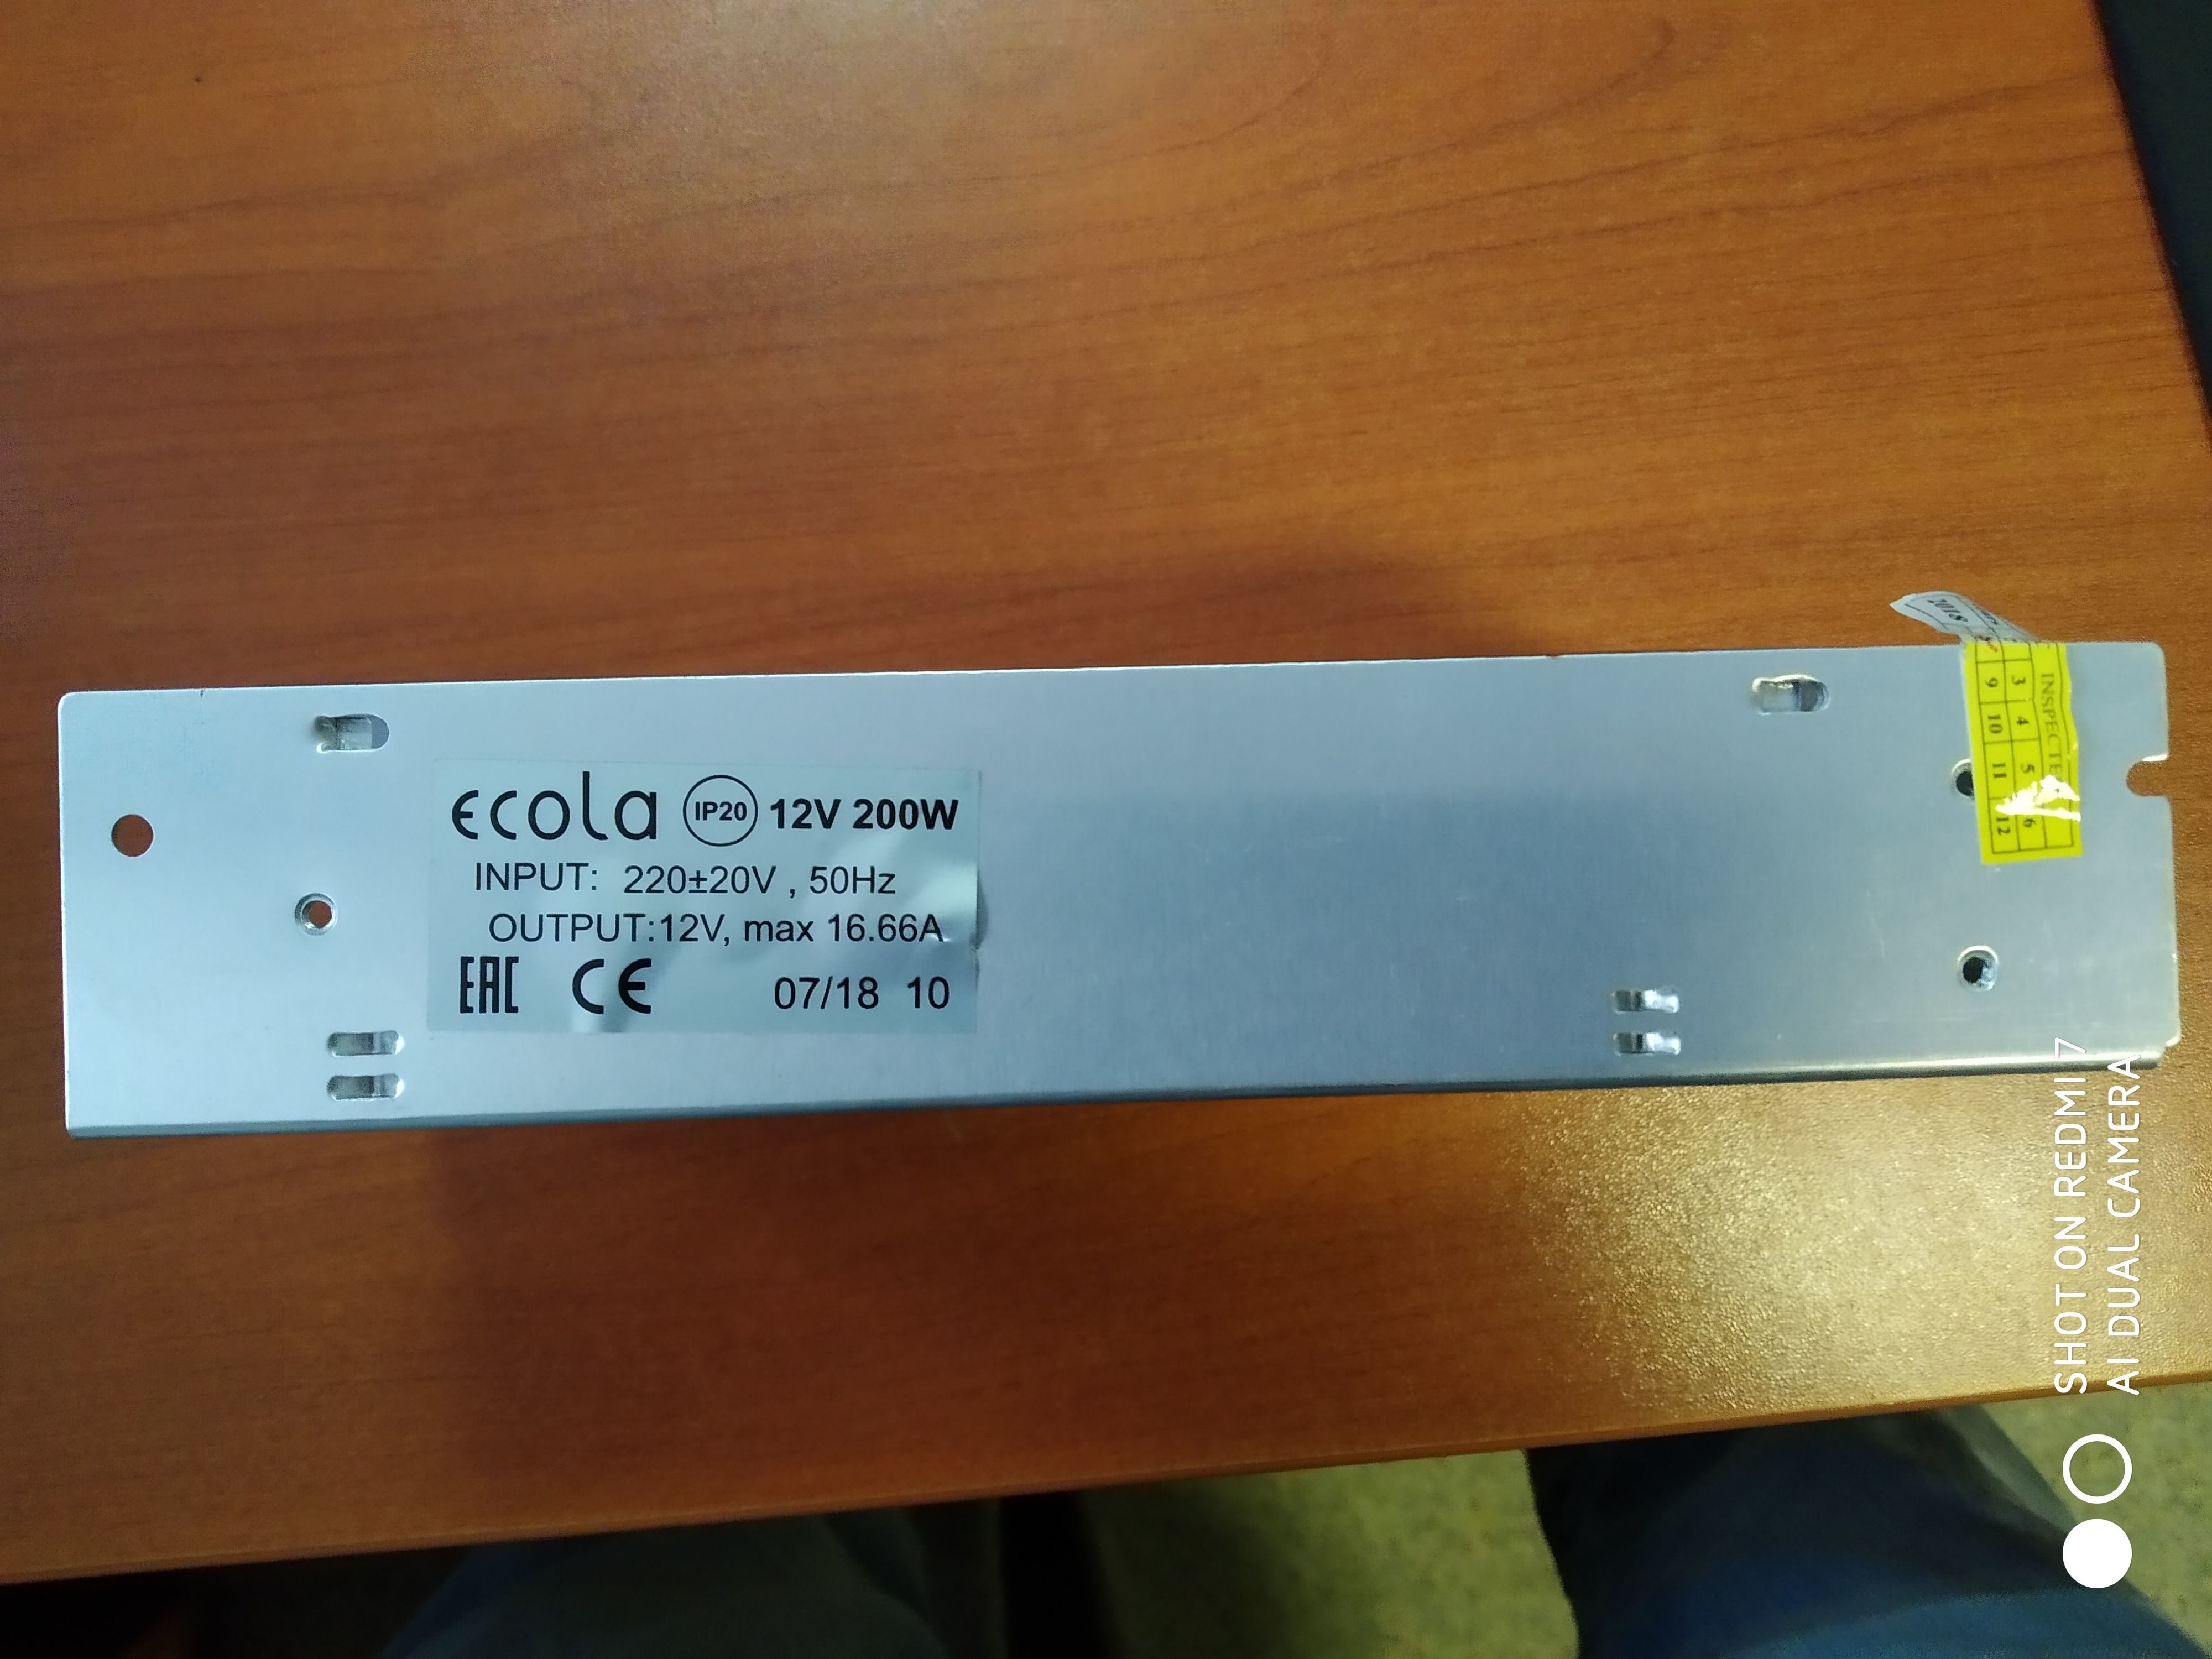 ecola IP20 12V 200W
INPUT: 220±20V , 50Hz
OUTPUT:12V, max 16.66A
EAC CE 07/18 10
2018
3 4 5 6
9 10 11 12
SHOT ON REDMI 7
AI DUAL CAMERA